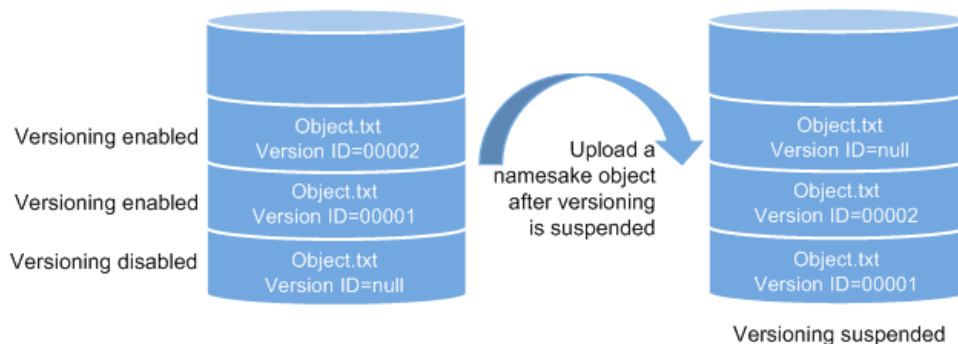 Versioning enabled
Object.txt
Version ID=00002
Versioning enabled
Object.txt
Version ID=00001
Versioning disabled
Object.txt
Version ID=null
Upload a
namesake object
after versioning
is suspended
Object.txt
Version ID=null
Object.txt
Version ID=00002
Object.txt
Version ID=00001
Versioning suspended